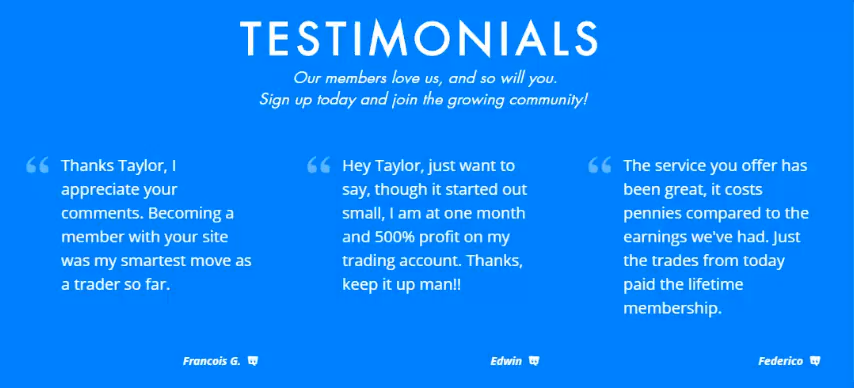 TESTIMONIALS
Our members love us, and so will you.
Sign up today and join the growing community!
Thanks Taylor, I
appreciate your
comments. Becoming a
member with your site
was my smartest move as
a trader so far.
Francois G.
Hey Taylor, just want to
say, though it started out
small, I am at one month
and 500% profit on my
trading account. Thanks,
keep it up man!!
Edwin
The service you offer has
been great, it costs
pennies compared to the
earnings we've had. Just
the trades from today
paid the lifetime
membership.
Federico